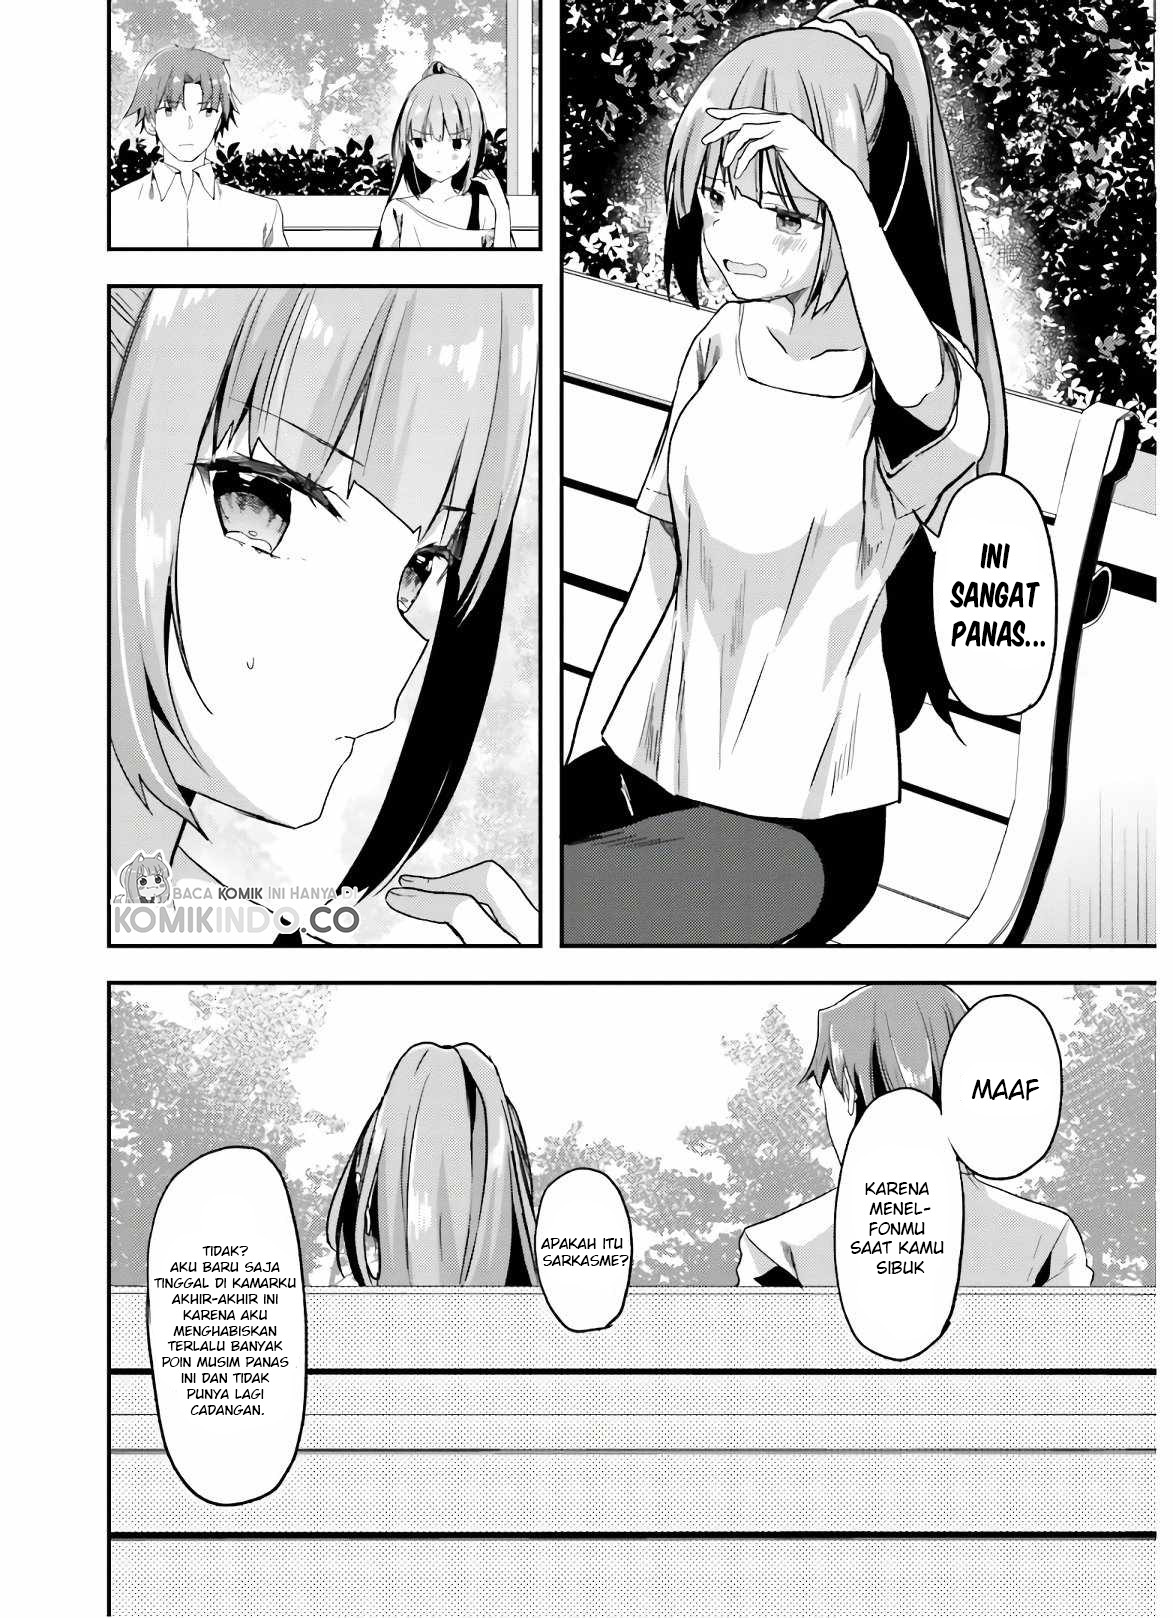 INI
SANGAT
PANAS...
BACA KOMIK INI HANYA DI
KOMIKINDO.CO
MAAF
KARENA
MENEL-
FONMU
SAAT KAMU
SIBUK
APAKAH ITU
SARKASME?
TIDAK?
AKU BARU SAJA
TINGGAL DI KAMARKU
AKHIR-AKHIR INI
KARENA AKU
MENGHABISKAN
TERLALU BANYAK
POIN MUSIM PANAS
INI DAN TIDAK
PUNYA LAGI
CADANGAN.